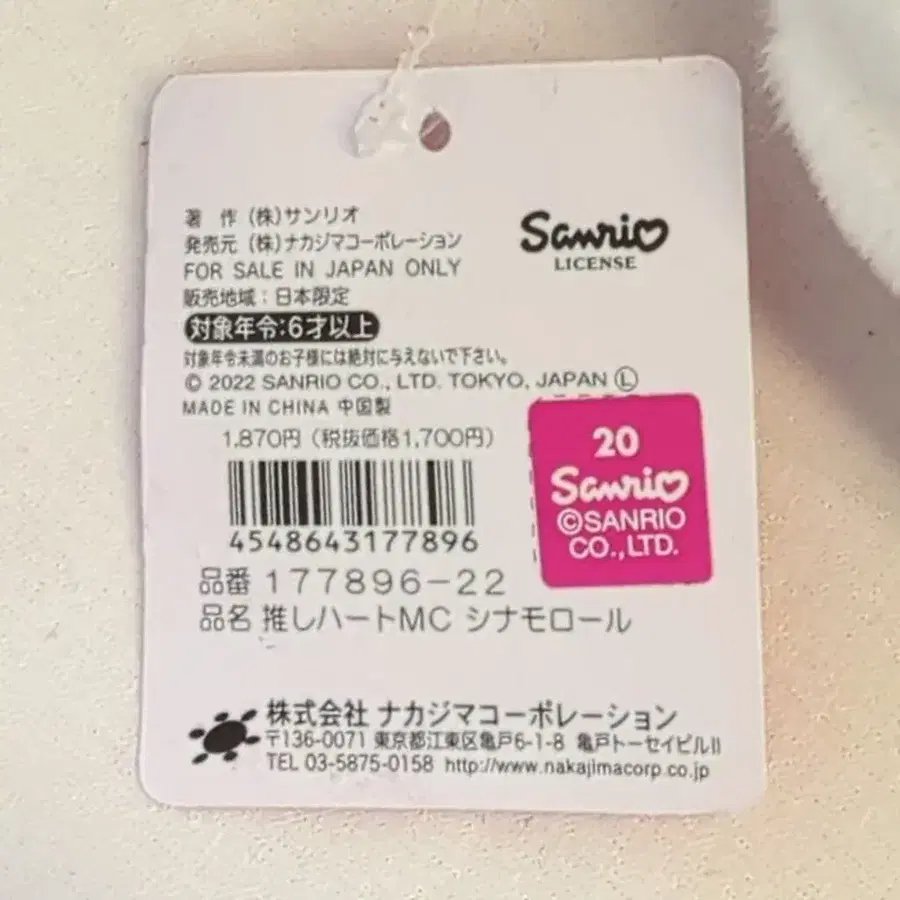 著 作 (株)サンリオ
発売元 (株)ナカジマコーポレーション
FOR SALE IN JAPAN ONLY
販売地域:日本限定
対象年令:6才以上
対象年令未満のお子様には絶対に与えないで下さい。
© 2022 SANRIO CO., LTD. TOKYO, JAPAN Ⓛ
MADE IN CHINA 中国製
1,870円(税抜価格1,700円)
4548643177896
品番 177896-22
品名 推しハートMC シナモロール
Sanrio
LICENSE
20
Sanrio
©SANRIO
CO.,LTD.
株式会社 ナカジマコーポレーション
〒136-0071 東京都江東区亀戸6-1-8 亀戸トーセイビルII
TEL 03-5875-0158 http://www.nakajimacorp.co.jp